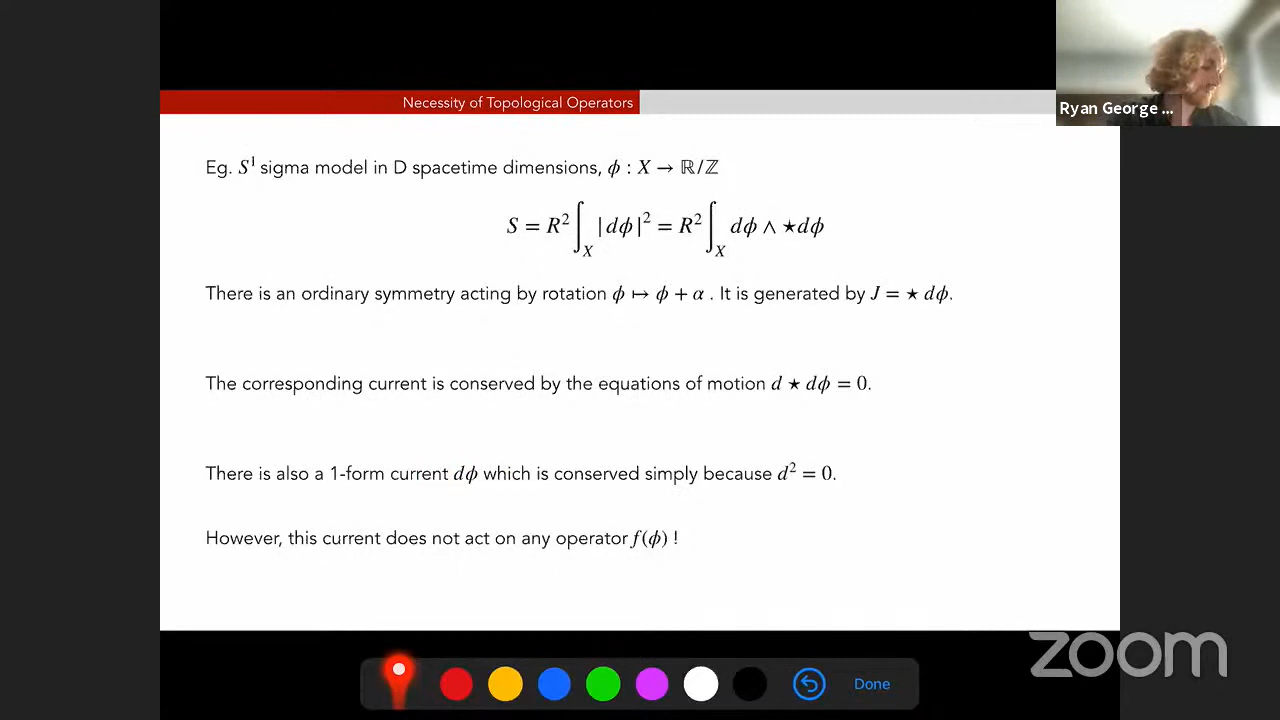 Necessity of Topological Operators
Ryan George ...
Eg. S¹ sigma model in D spacetime dimensions, ϕ : X → ℝ/ℤ
S = R² ∫_X |dϕ|² = R² ∫_X dϕ ∧ ⋆dϕ
There is an ordinary symmetry acting by rotation ϕ ↦ ϕ + α . It is generated by J = ⋆ dϕ.
The corresponding current is conserved by the equations of motion d ⋆ dϕ = 0.
There is also a 1-form current dϕ which is conserved simply because d² = 0.
However, this current does not act on any operator f(ϕ) !
zoom
Done